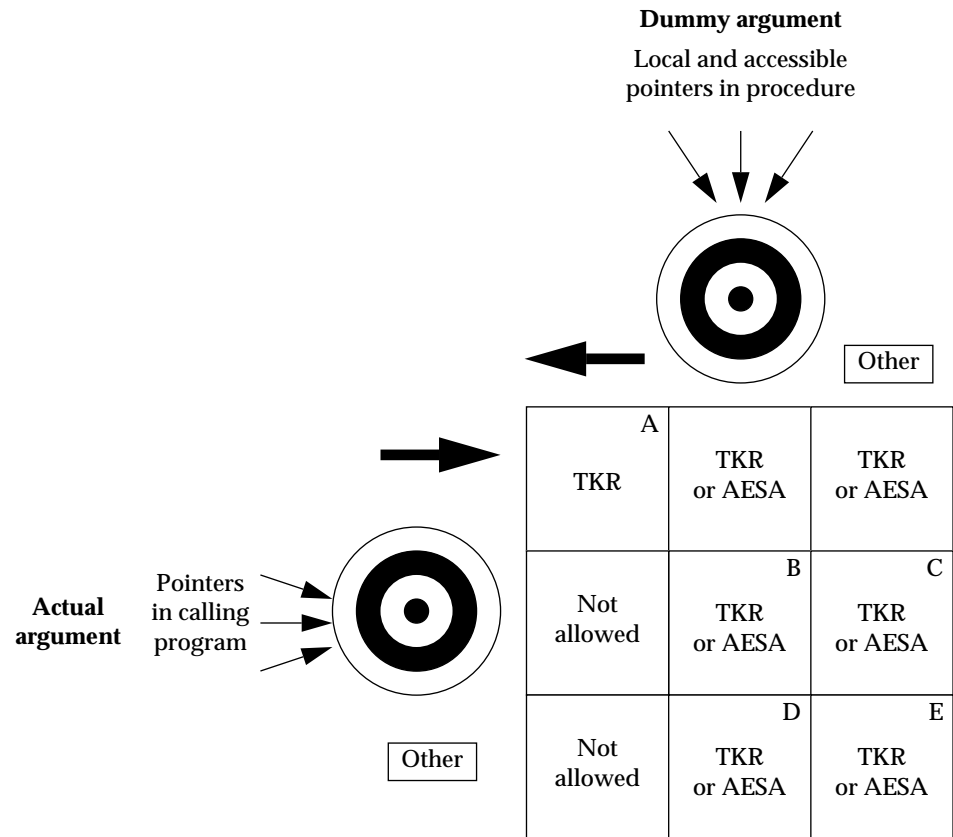 Dummy argument
Local and accessible
pointers in procedure
Other
A
TKR
TKR
or AESA
TKR
or AESA
Actual
argument
Pointers
in calling
program
Not
allowed
B
TKR
or AESA
C
TKR
or AESA
Other
Not
allowed
D
TKR
or AESA
E
TKR
or AESA